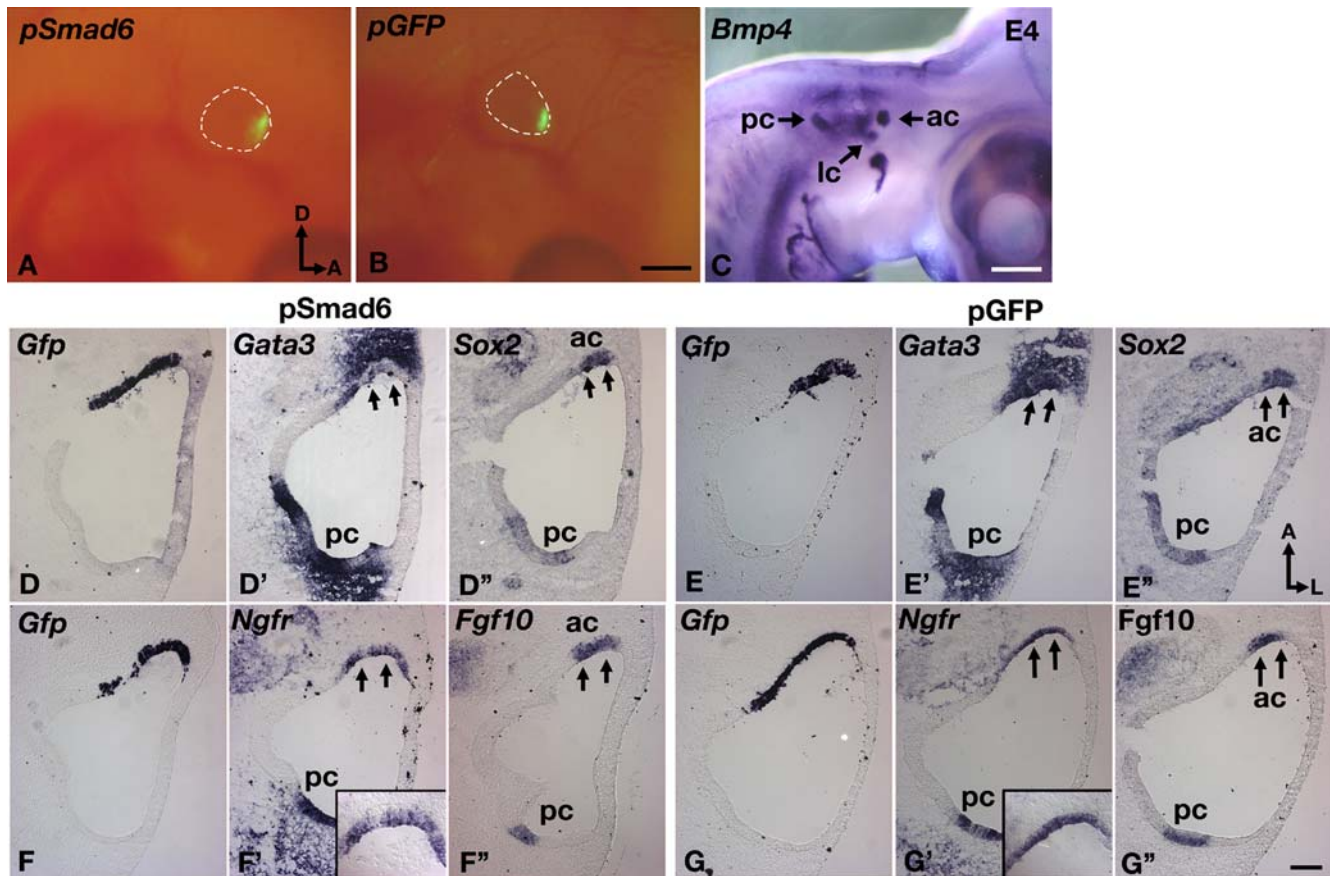 pSmad6
pGFP
Bmp4
E4
pc
ac
lc
D
A
A
B
C
pSmad6
pGFP
Gfp
Gata3
Sox2
ac
Gfp
Gata3
Sox2
ac
pc
pc
pc
pc
A
L
D
D'
D"
E
E'
E"
Gfp
Ngfr
Fgf10
ac
Gfp
Ngfr
Fgf10
ac
pc
pc
pc
pc
F
F'
F"
G
G'
G"